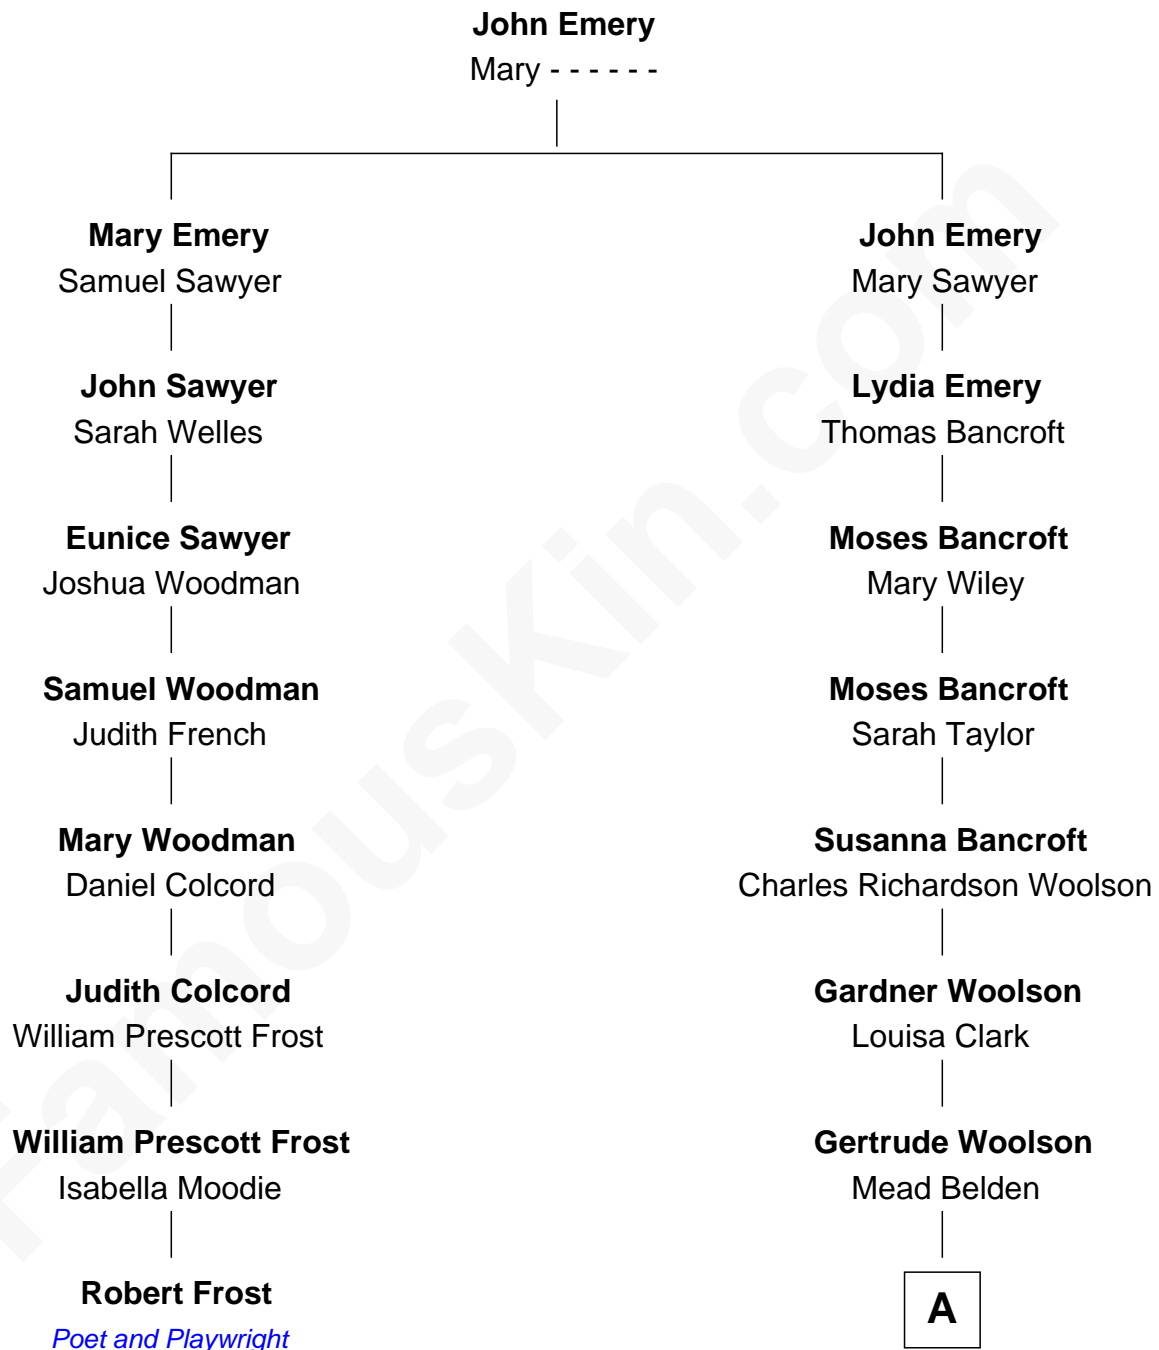 John Emery
Mary - - - - - -
Mary Emery
Samuel Sawyer
John Emery
Mary Sawyer
John Sawyer
Sarah Welles
Lydia Emery
Thomas Bancroft
Eunice Sawyer
Joshua Woodman
Moses Bancroft
Mary Wiley
Samuel Woodman
Judith French
Moses Bancroft
Sarah Taylor
Mary Woodman
Daniel Colcord
Susanna Bancroft
Charles Richardson Woolson
Judith Colcord
William Prescott Frost
Gardner Woolson
Louisa Clark
William Prescott Frost
Isabella Moodie
Gertrude Woolson
Mead Belden
Robert Frost
Poet and Playwright
A
FamousKin.com